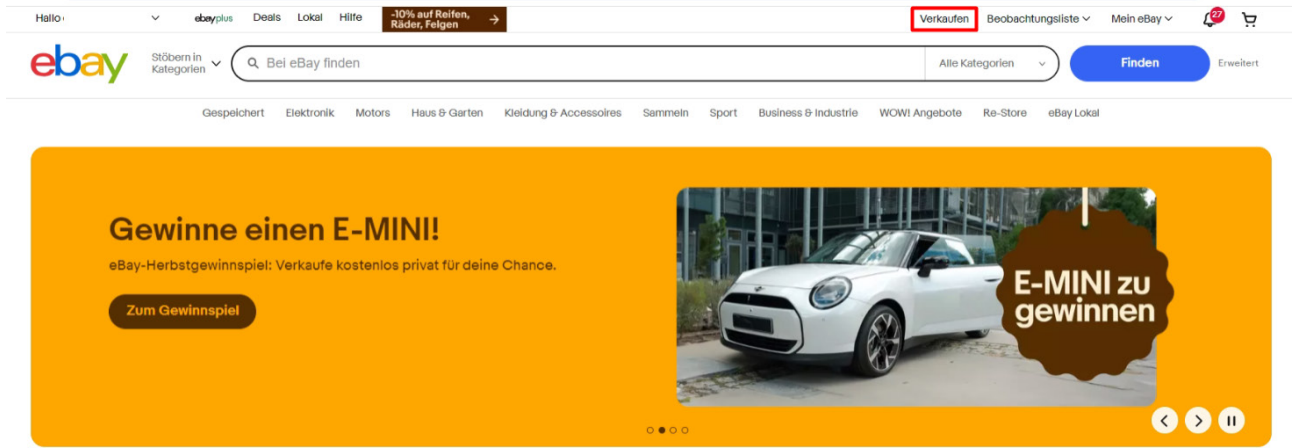 Hallo
ebayplus Deals Lokal Hilfe
-10% auf Reifen,
Räder, Felgen
Verkaufen Beobachtungsliste Mein eBay 27
ebay
Stöbern in
Kategorien
Bei eBay finden
Alle Kategorien
Finden
Erweitert
Gespeichert Elektronik Motors Haus & Garten Kleidung & Accessoires Sammeln Sport Business & Industrie WOW! Angebote Re-Store eBay Lokal
Gewinne einen E-MINI!
eBay-Herbstgewinnspiel: Verkaufe kostenlos privat für deine Chance.
Zum Gewinnspiel
E-MINI zu
gewinnen